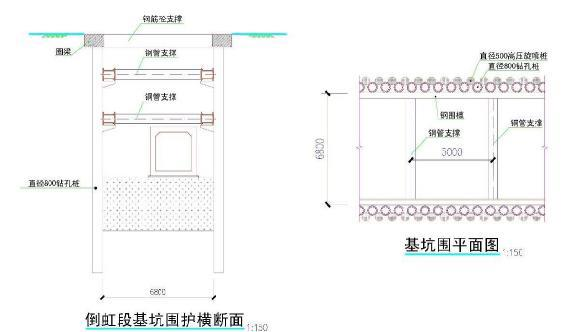 钢筋砼支撑
圈梁
钢管支撑
钢管支撑
直径800钻孔桩
6800
倒虹段基坑围护横断面 1:150
直径500高压旋喷桩
直径800钻孔桩
钢围檩
钢管支撑
钢管支撑
6800
3000
基坑围平面图 1:150